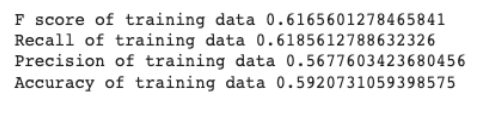 F score of training data 0.6165601278465841
Recall of training data 0.6185612788632326
Precision of training data 0.5677603423680456
Accuracy of training data 0.5920731059398575